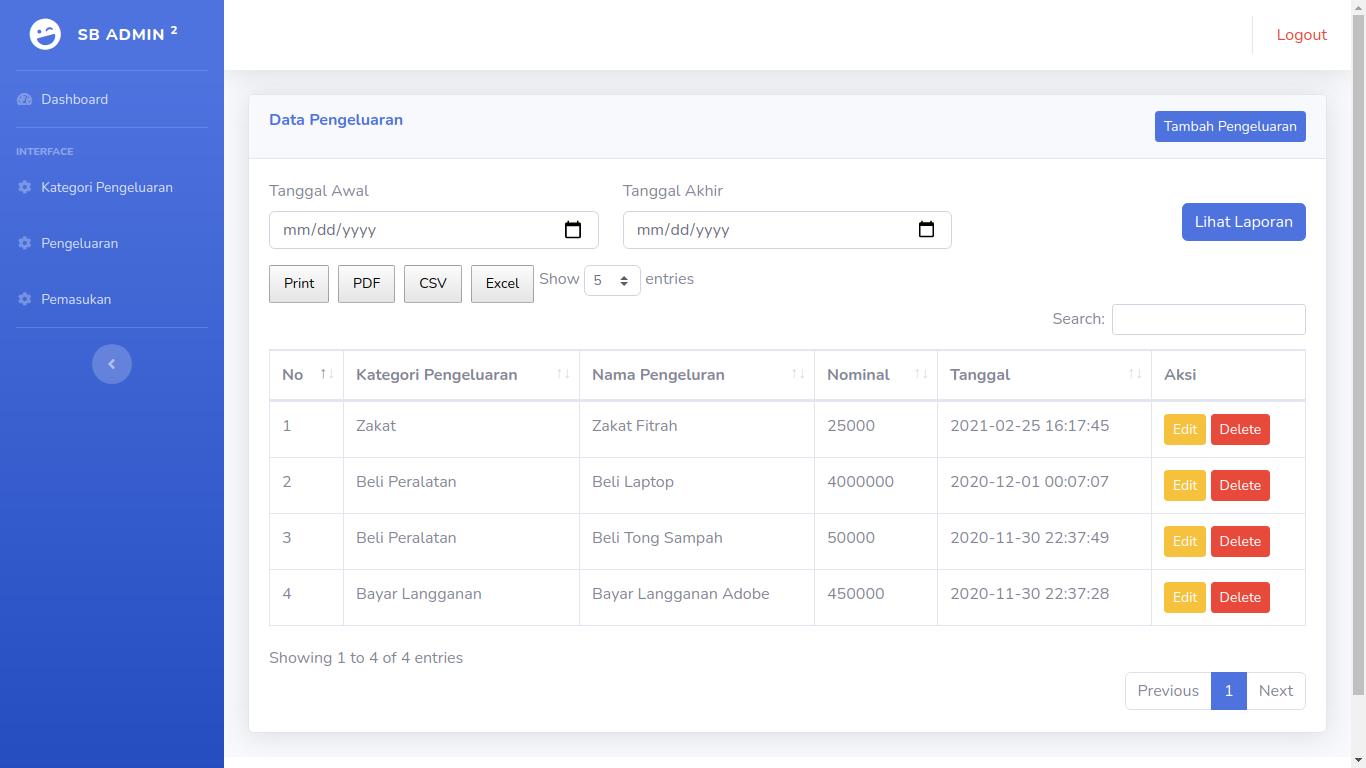 SB ADMIN 2
Logout
Dashboard
INTERFACE
Kategori Pengeluaran
Pengeluaran
Pemasukan
Data Pengeluaran
Tambah Pengeluaran
Tanggal Awal Tanggal Akhir
mm/dd/yyyy mm/dd/yyyy Lihat Laporan
Print PDF CSV Excel Show 5 entries
Search:
No Kategori Pengeluaran Nama Pengeluran Nominal Tanggal Aksi
1 Zakat Zakat Fitrah 25000 2021-02-25 16:17:45 Edit Delete
2 Beli Peralatan Beli Laptop 4000000 2020-12-01 00:07:07 Edit Delete
3 Beli Peralatan Beli Tong Sampah 50000 2020-11-30 22:37:49 Edit Delete
4 Bayar Langganan Bayar Langganan Adobe 450000 2020-11-30 22:37:28 Edit Delete
Showing 1 to 4 of 4 entries
Previous 1 Next